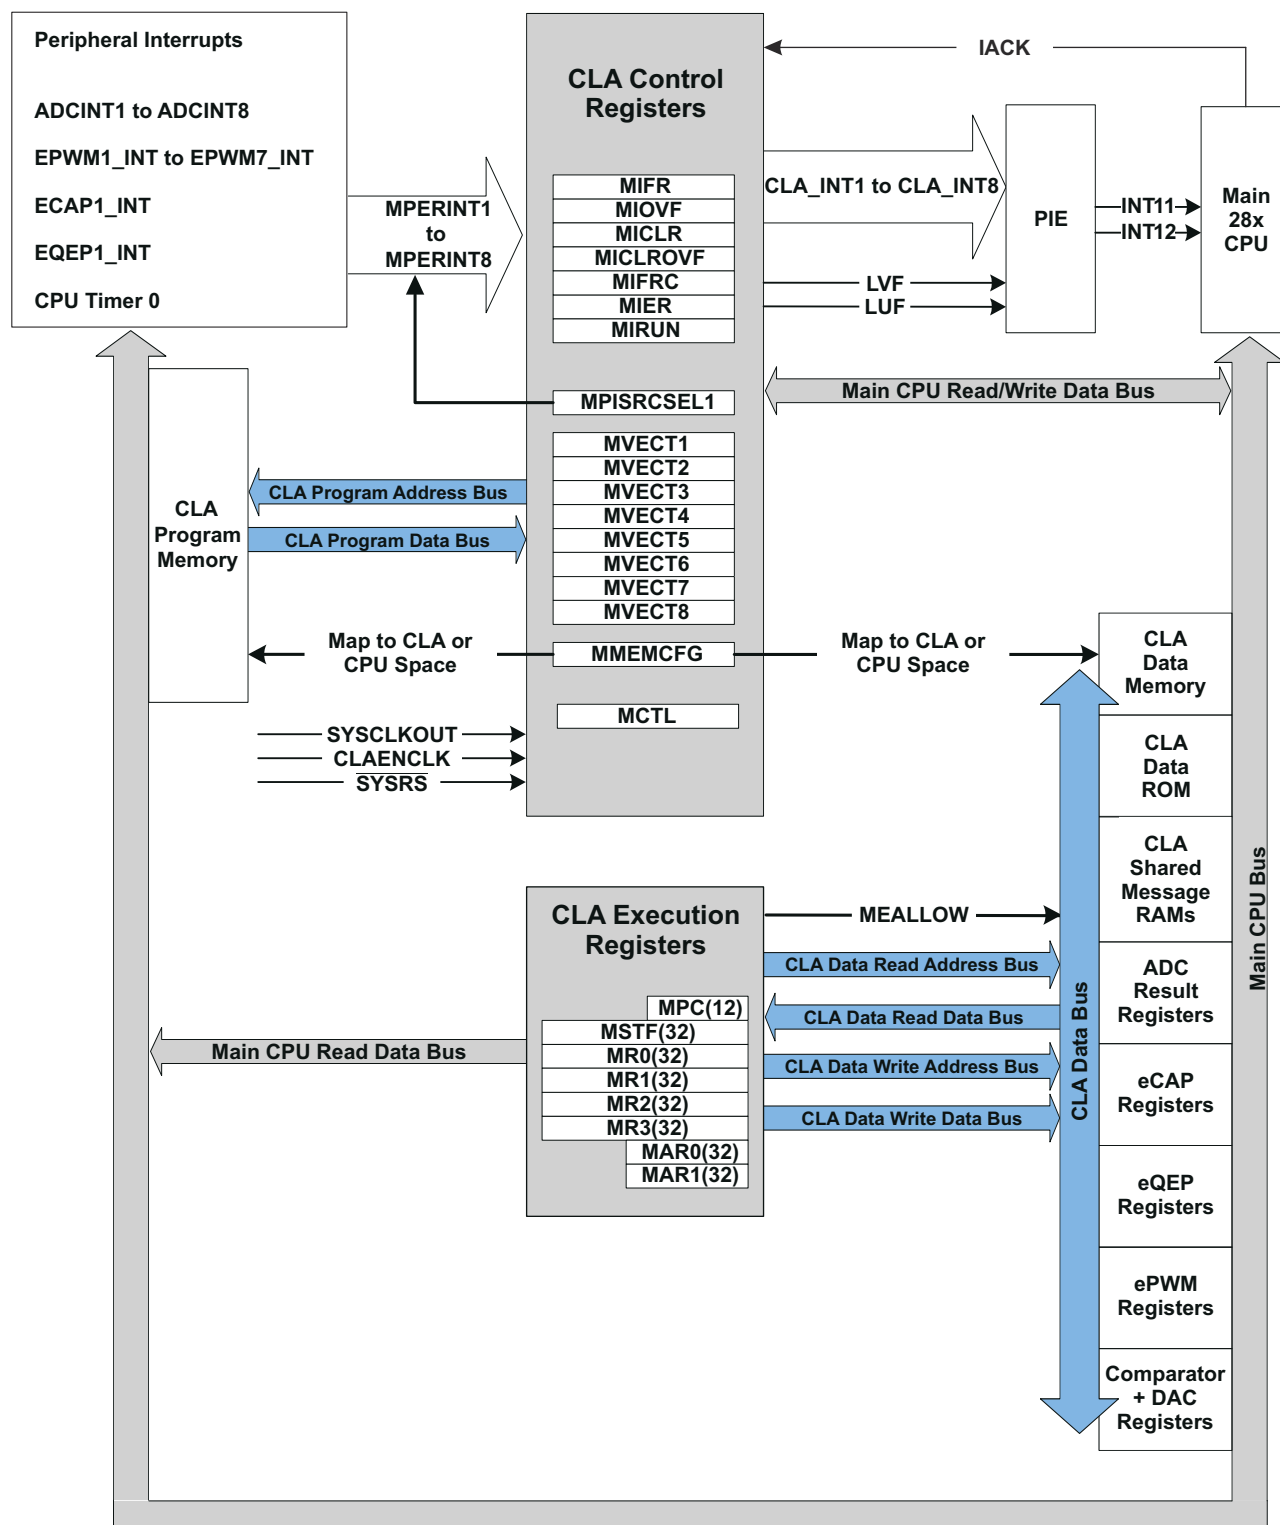 Peripheral Interrupts
ADCINT1 to ADCINT8
EPWM1_INT to EPWM7_INT
ECAP1_INT
EQEP1_INT
CPU Timer 0
MPERINT1
to
MPERINT8
CLA Control
Registers
MIFR
MIOVF
MICLR
MICLROVF
MIFRC
MIER
MIRUN
MPISRCSEL1
MVECT1
MVECT2
MVECT3
MVECT4
MVECT5
MVECT6
MVECT7
MVECT8
MMEMCFG
MCTL
IACK
CLA_INT1 to CLA_INT8
LVF
LUF
PIE
INT11
INT12
Main
28x
CPU
Main CPU Read/Write Data Bus
CLA
Program
Memory
CLA Program Address Bus
CLA Program Data Bus
Map to CLA or
CPU Space
Map to CLA or
CPU Space
SYSCLKOUT
CLAENCLK
SYSRS
CLA
Data
Memory
CLA
Data
ROM
CLA
Shared
Message
RAMs
ADC
Result
Registers
eCAP
Registers
eQEP
Registers
ePWM
Registers
Comparator
+ DAC
Registers
Main CPU Bus
CLA Data Bus
CLA Execution
Registers
MPC(12)
MSTF(32)
MR0(32)
MR1(32)
MR2(32)
MR3(32)
MAR0(32)
MAR1(32)
MEALLOW
CLA Data Read Address Bus
CLA Data Read Data Bus
CLA Data Write Address Bus
CLA Data Write Data Bus
Main CPU Read Data Bus